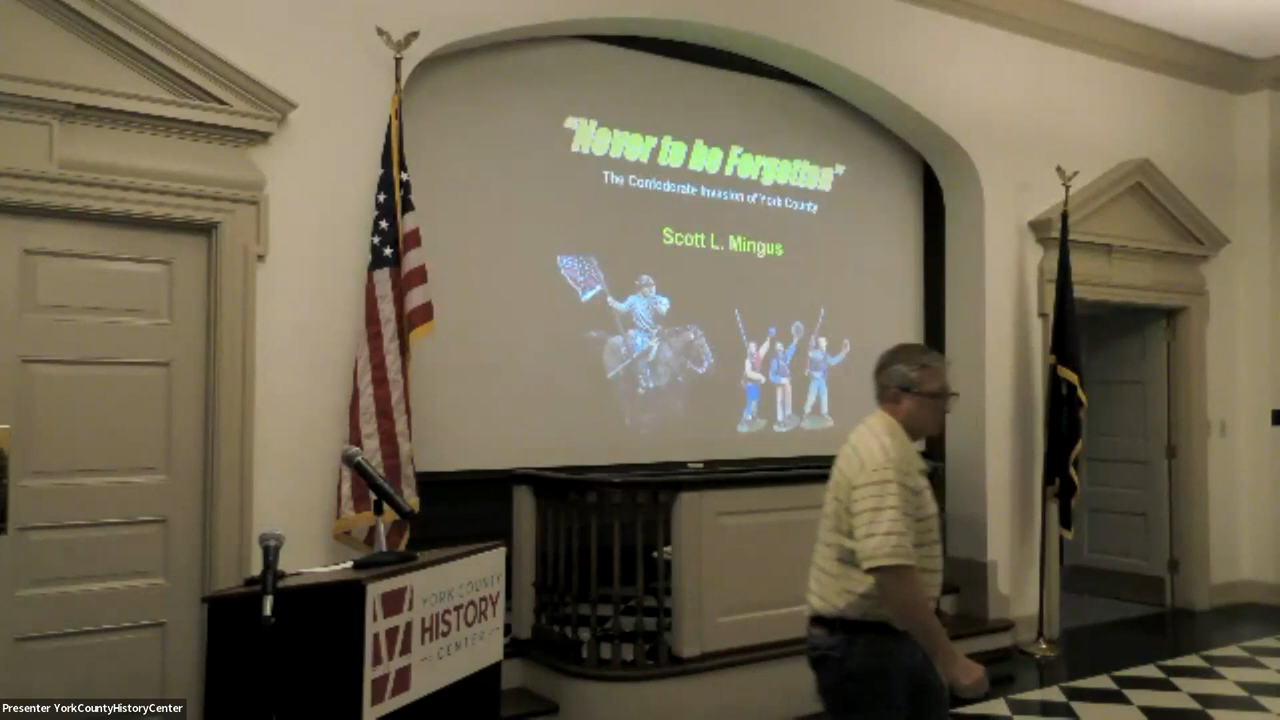 "Never to be Forgotten"
The Confederate Invasion of York County
Scott L. Mingus
YORK COUNTY
HISTORY
CENTER
Presenter YorkCountyHistoryCenter